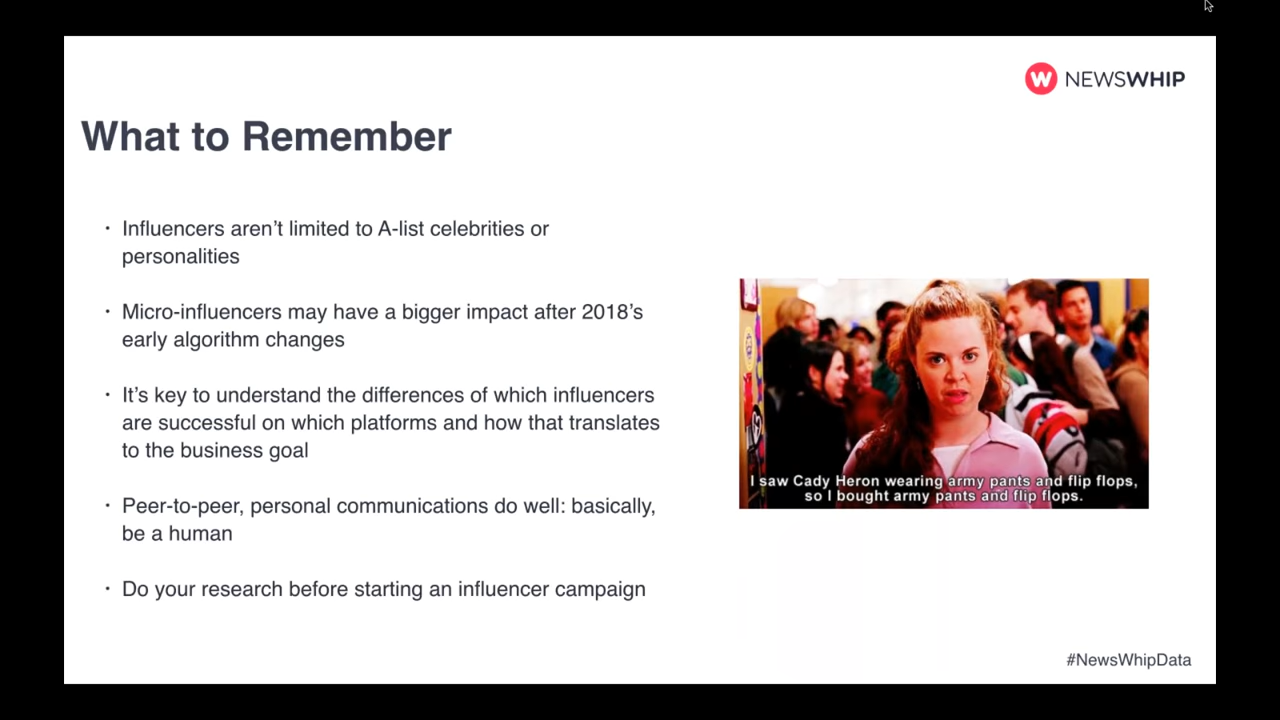 W NEWSWHIP
What to Remember
· Influencers aren’t limited to A-list celebrities or
personalities
· Micro-influencers may have a bigger impact after 2018’s
early algorithm changes
· It’s key to understand the differences of which influencers
are successful on which platforms and how that translates
to the business goal
· Peer-to-peer, personal communications do well: basically,
be a human
· Do your research before starting an influencer campaign
I saw Cady Heron wearing army pants and flip flops,
so I bought army pants and flip flops.
#NewsWhipData